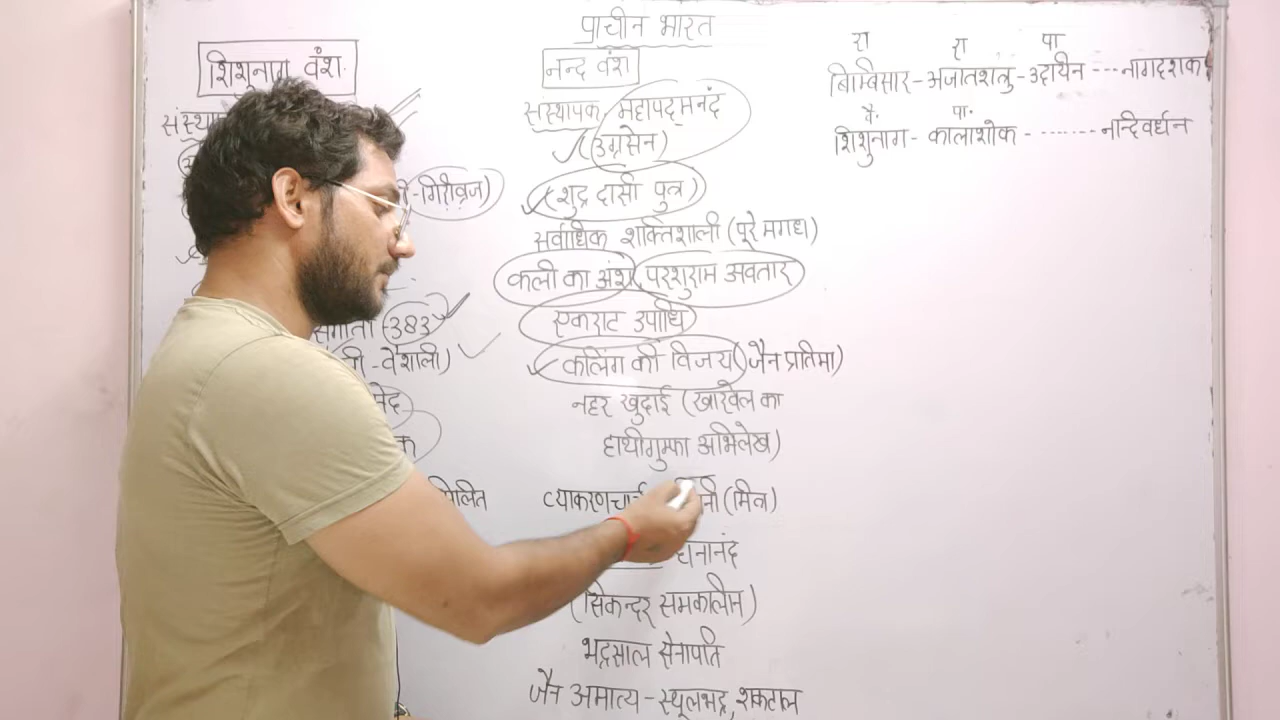 प्राचीन भारत
शिशुनाग वंश
-गिरीव्रज)
383
-वैशाली)
नन्द वंश
संस्थापक महापद्मनंद
(उग्रसेन)
(शुद्र दासी पुत्र)
सर्वाधिक शक्तिशाली (पूरे मगध)
कली का अंश (परशुराम अवतार
एकराट उपाधि
कलिंग की विजय (जैन प्रतिमा)
नहर खुदाई (खारवेल का
हाथीगुम्फा अभिलेख)
(मित्र)
धनानंद
(सिकन्दर समकालीन)
भद्रसाल सेनापति
जैन अमात्य - स्थूलभद्र, शकटाल
रा रा पा
बिम्बिसार - अजातशत्रु - उदायिन --- नागदशक
वै. पा.
शिशुनाग - कालाशोक - ------- नन्दिवर्धन